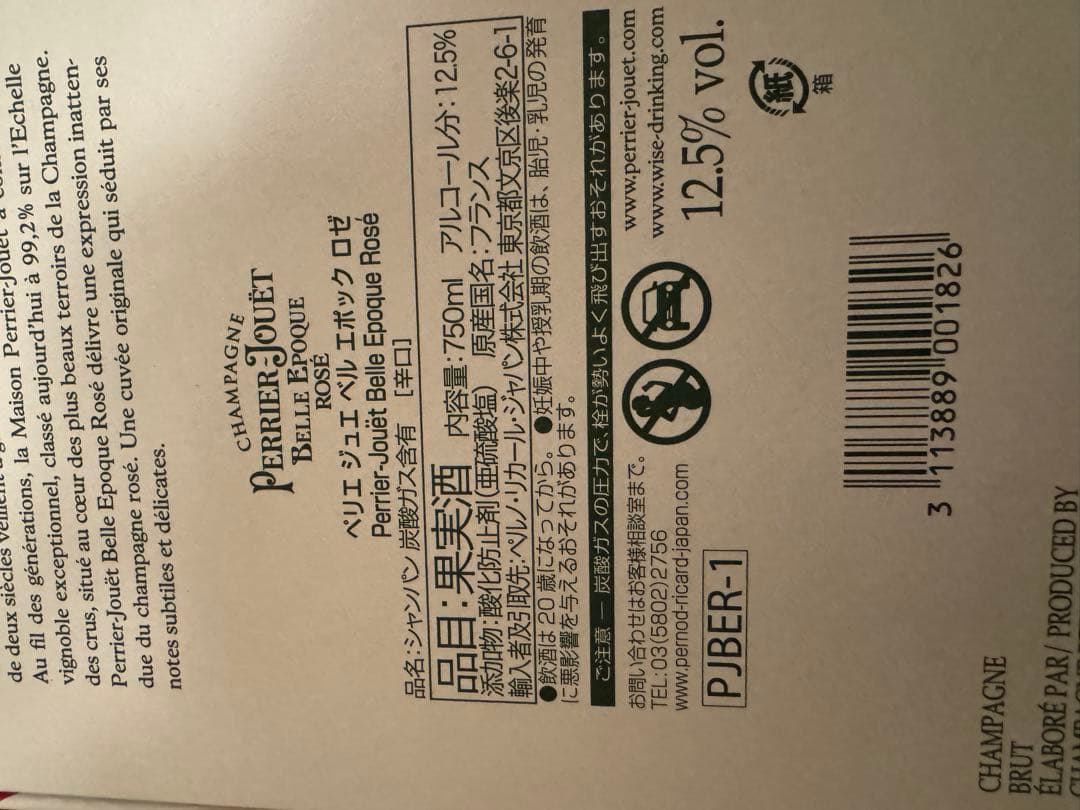 de deux siècles veillent
Au fil des générations, la Maison Perrier-Jouët a
vignoble exceptionnel, classé aujourd'hui à 99,2% sur l'Echelle
des crus, situé au cœur des plus beaux terroirs de la Champagne.
Perrier-Jouët Belle Epoque Rosé délivre une expression inatten-
due du champagne rosé. Une cuvée originale qui séduit par ses
notes subtiles et délicates.
CHAMPAGNE
PERRIER-JOUËT
BELLE EPOQUE
ROSÉ
ペリエ ジュエ ベル エポック ロゼ
Perrier-Jouët Belle Epoque Rosé
品名:シャンパン 炭酸ガス含有 [辛口]
品目:果実酒 内容量:750ml アルコール分:12.5%
添加物:酸化防止剤(亜硫酸塩) 原産国名:フランス
輸入者及引取先:ペルノ・リカール・ジャパン株式会社 東京都文京区後楽2-6-1
●飲酒は20歳になってから。●妊娠中や授乳期の飲酒は、胎児・乳児の発育
に悪影響を与えるおそれがあります。
ご注意 ー 炭酸ガスの圧力で、栓が勢いよく飛び出すおそれがあります。
お問い合わせはお客様相談室まで。
TEL:03(5802)2756
www.pernod-ricard-japan.com
PJBER-1
www.perrier-jouet.com
www.wise-drinking.com
12.5% vol.
紙
箱
3 113889 001826
CHAMPAGNE
BRUT
ÉLABORÉ PAR/ PRODUCED BY